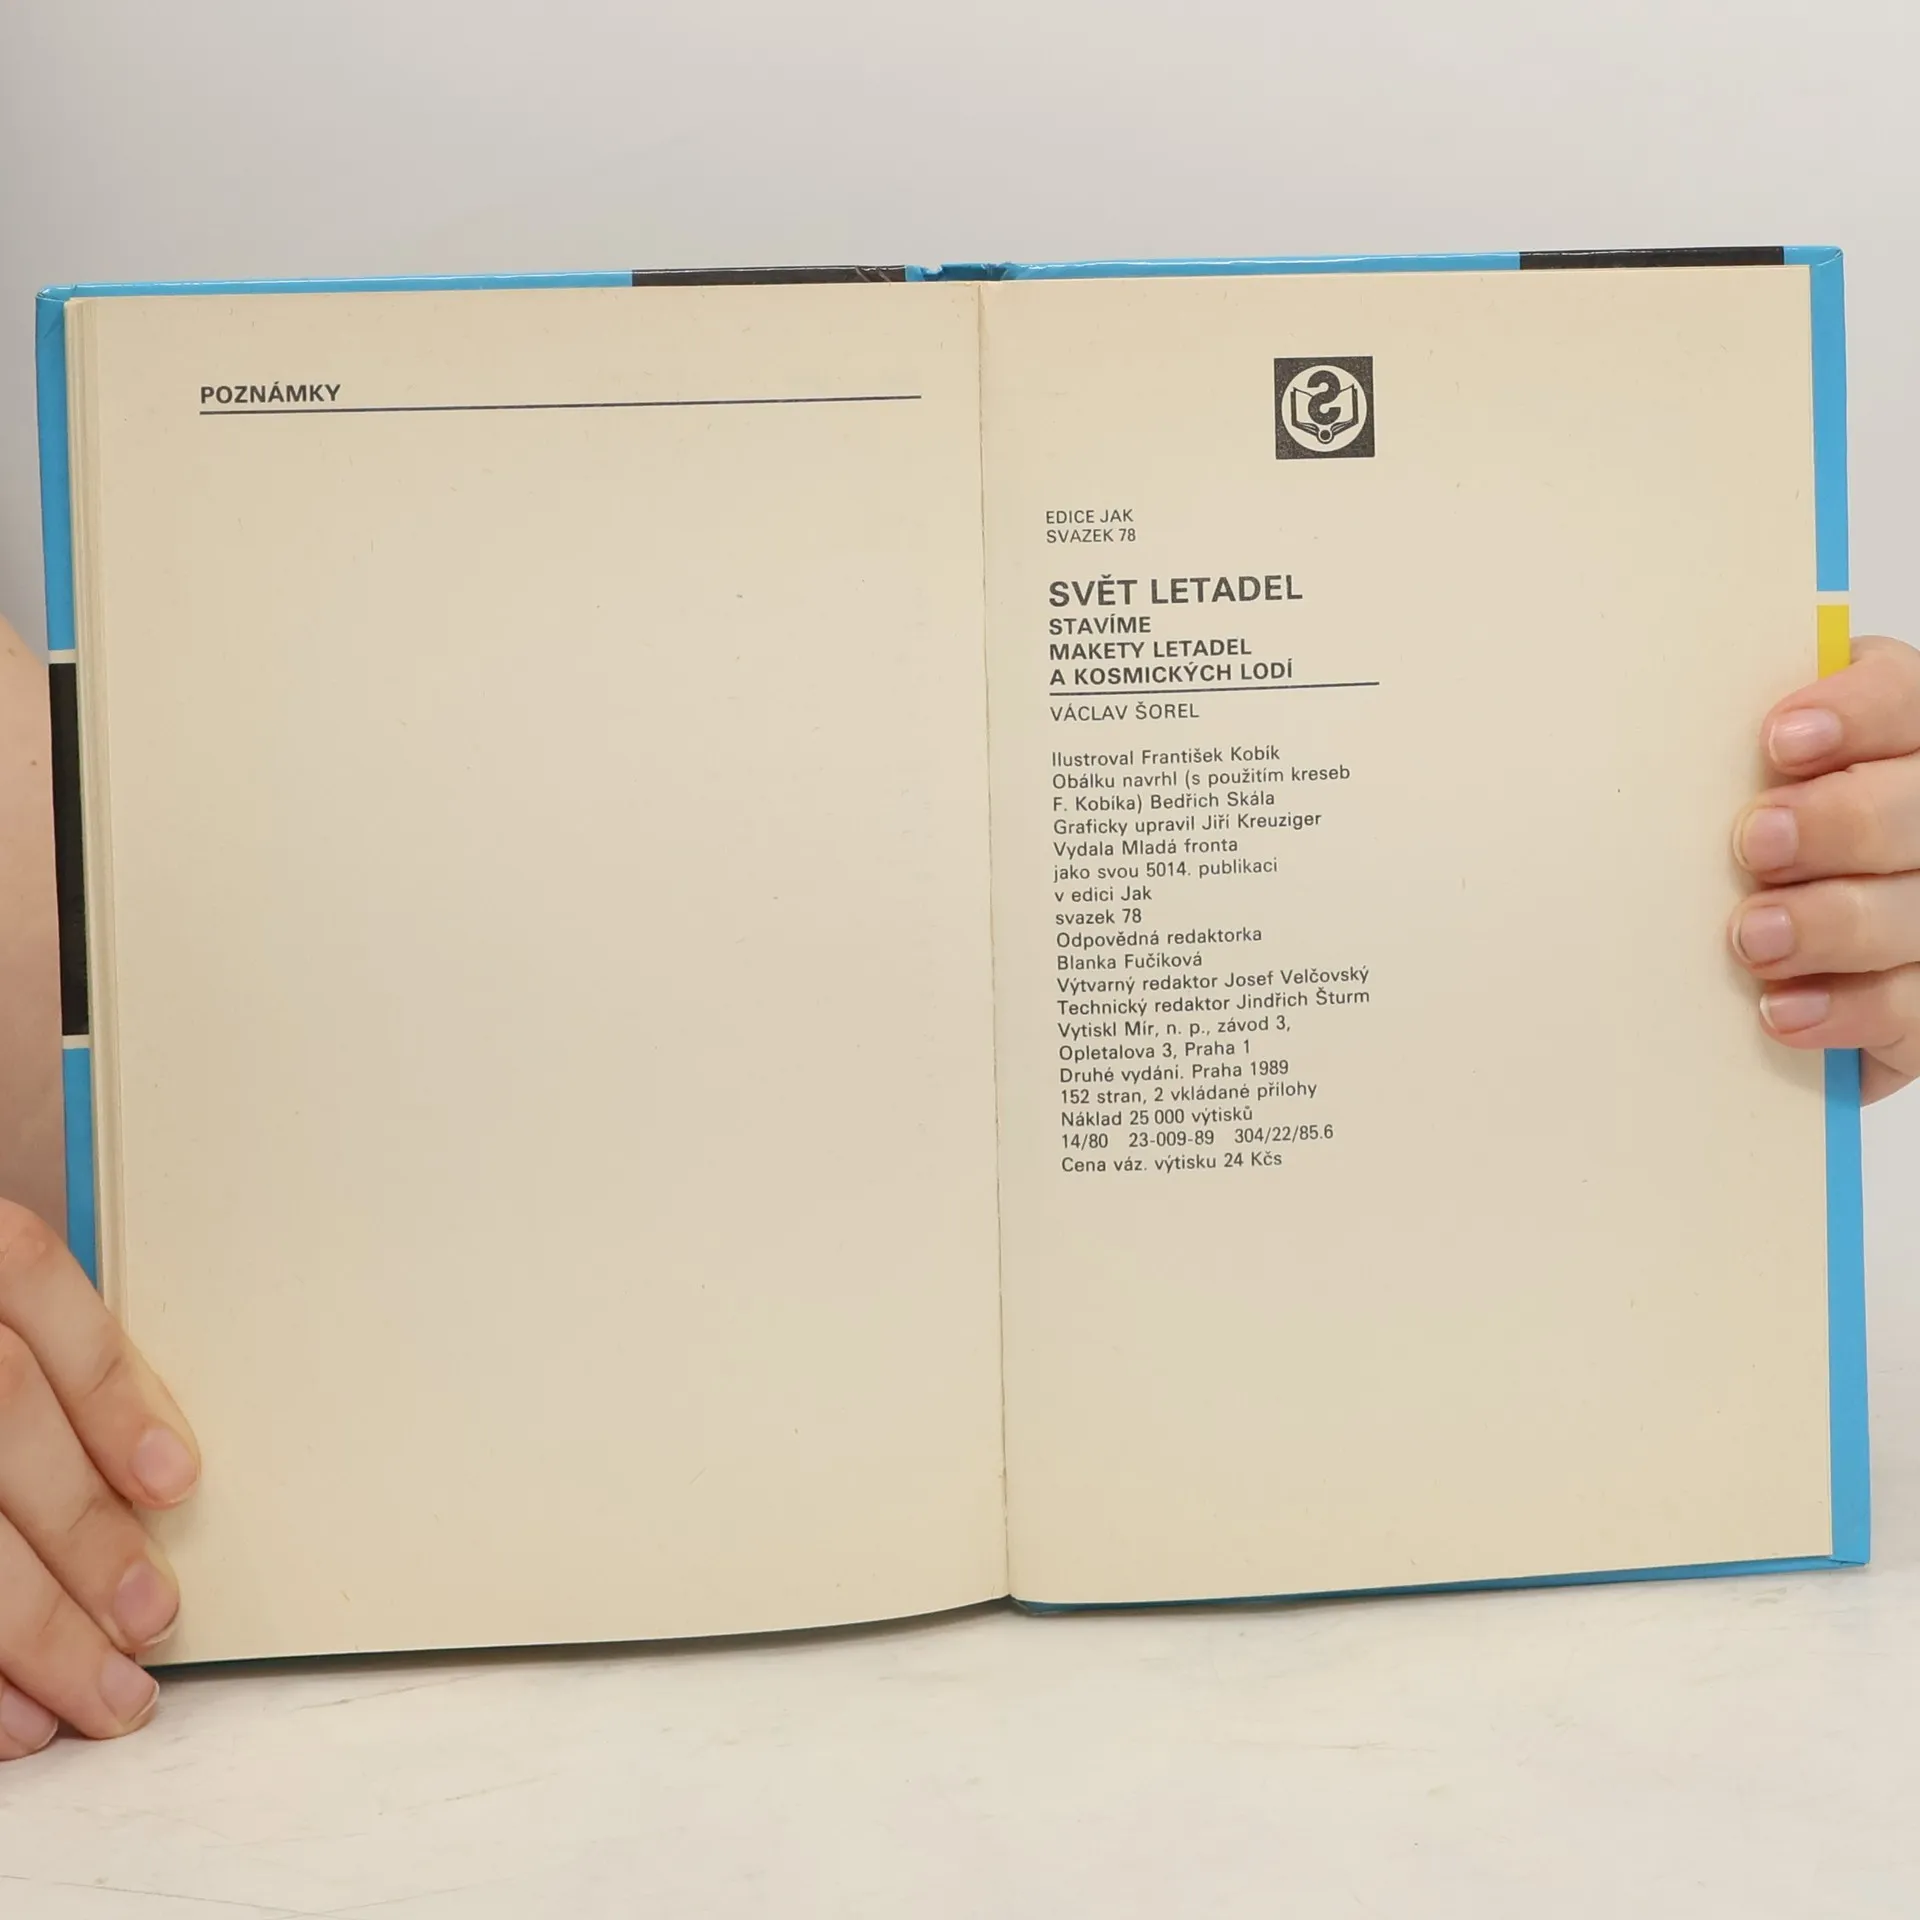 POZNÁMKY
EDICE JAK
SVAZEK 78
SVĚT LETADEL
STAVÍME
MAKETY LETADEL
A KOSMICKÝCH LODÍ
VÁCLAV ŠOREL
Ilustroval František Kobík
Obálku navrhl (s použitím kreseb
F. Kobíka) Bedřich Skála
Graficky upravil Jiří Kreuziger
Vydala Mladá fronta
jako svou 5014. publikaci
v edici Jak
svazek 78
Odpovědná redaktorka
Blanka Fučíková
Výtvarný redaktor Josef Velčovský
Technický redaktor Jindřich Šturm
Vytiskl Mír, n. p., závod 3,
Opletalova 3, Praha 1
Druhé vydání. Praha 1989
152 stran, 2 vkládané přílohy
Náklad 25 000 výtisků
14/80 23-009-89 304/22/85.6
Cena váz. výtisku 24 Kčs